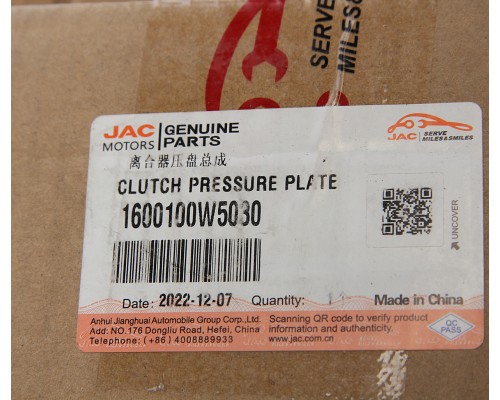 SERVE
MILES&SMILES
JAC MOTORS
GENUINE PARTS
JAC
SERVE
MILES&SMILES
离合器压盘总成
CLUTCH PRESSURE PLATE
1600100W5030
UNCOVER
Date: 2022-12-07 Quantity: 1 Made in China
Anhui Jianghuai Automobile Group Corp.,Ltd.
Add: NO.176 Dongliu Road, Hefei, China
Telephone: (+86) 4008889933
Scanning QR code to verify product
information and authenticity.
www.jac.com.cn
QC
PASS